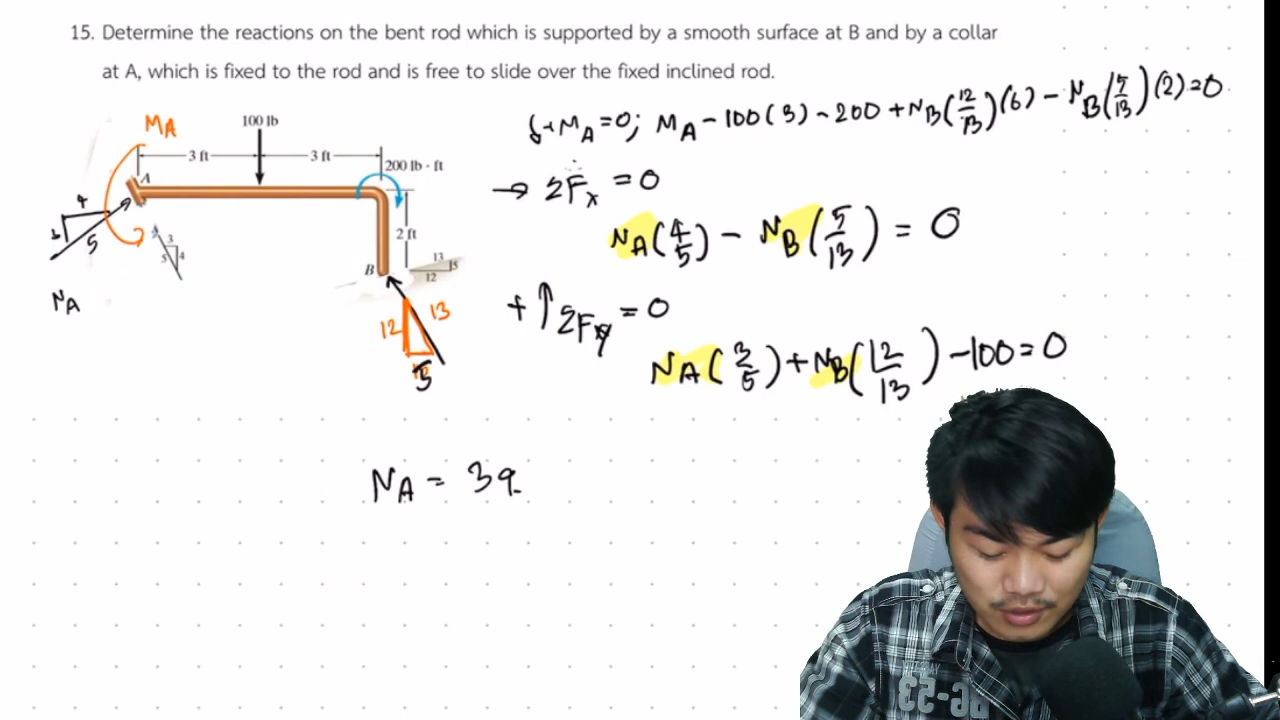 15. Determine the reactions on the bent rod which is supported by a smooth surface at B and by a collar
at A, which is fixed to the rod and is free to slide over the fixed inclined rod.
↺+MA=0; MA-100(3)-200+NB(12/13)(6)-NB(5/13)(2)=0
MA
100 lb
3 ft
3 ft
200 lb · ft
A
→ ΣFx = 0
4
3
5
3
4
5
2 ft
NA(4/5) - NB(5/13) = 0
B
13
5
12
NA
+↑ΣFy = 0
12
13
5
NA(3/5)+NB(12/13)-100=0
NA = 39.